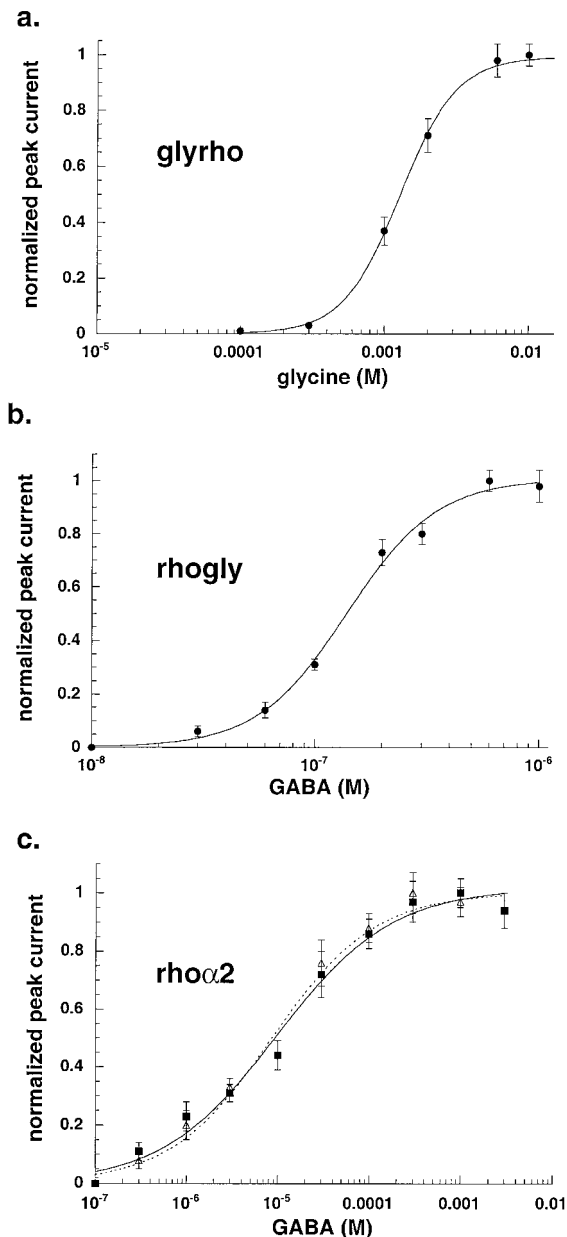 a.
normalized peak current
1
0.8
0.6
0.4
0.2
0
glyrho
10-5
0.0001
0.001
0.01
glycine (M)
b.
normalized peak current
1
0.8
0.6
0.4
0.2
0
rhogly
10-8
10-7
10-6
GABA (M)
c.
normalized peak current
1
0.8
0.6
0.4
0.2
0
rhoα2
10-7
10-6
10-5
0.0001
0.001
0.01
GABA (M)